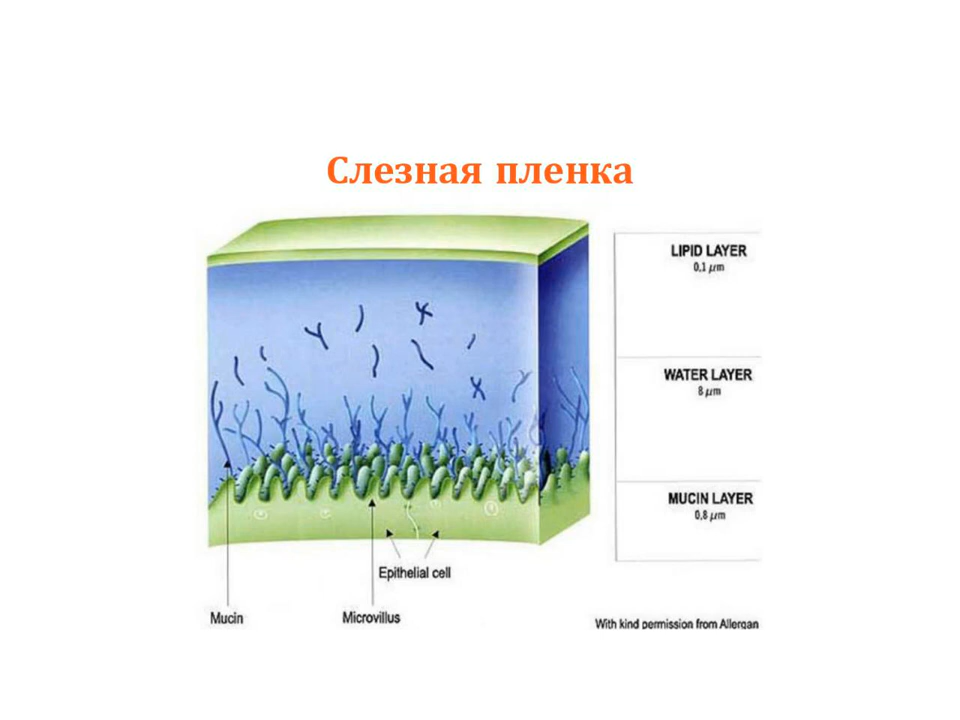 Слезная пленка
LIPID LAYER
0,1 μm
WATER LAYER
8 μm
MUCIN LAYER
0,8 μm
Epithelial cell
Mucin
Microvillus
With kind permission from Allergan